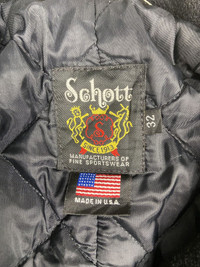 Schott
SINCE 1913
MANUFACTURERS OF
FINE SPORTSWEAR
32
MADE IN U.S.A.